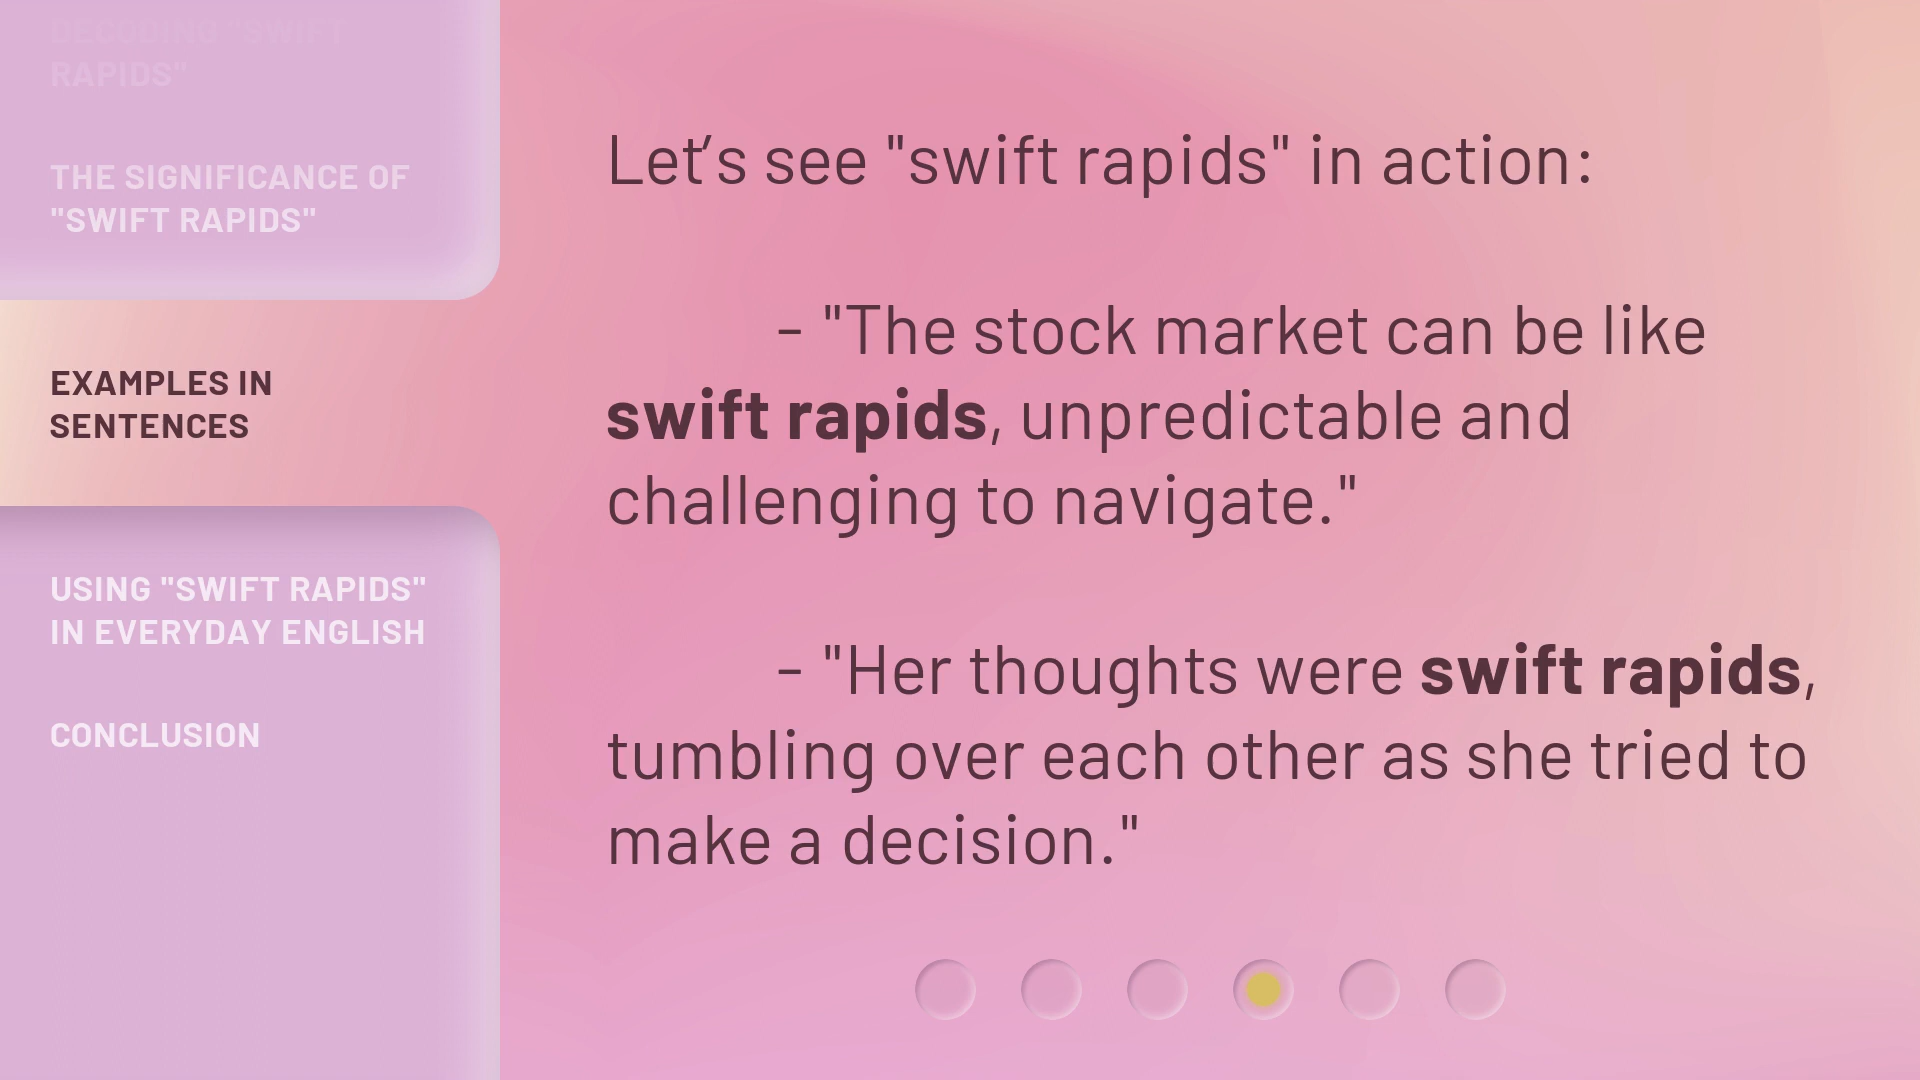 DECODING "SWIFT
RAPIDS"
THE SIGNIFICANCE OF
"SWIFT RAPIDS"
EXAMPLES IN
SENTENCES
USING "SWIFT RAPIDS"
IN EVERYDAY ENGLISH
CONCLUSION
Let’s see "swift rapids" in action:
- "The stock market can be like
swift rapids, unpredictable and
challenging to navigate."
- "Her thoughts were swift rapids,
tumbling over each other as she tried to
make a decision."